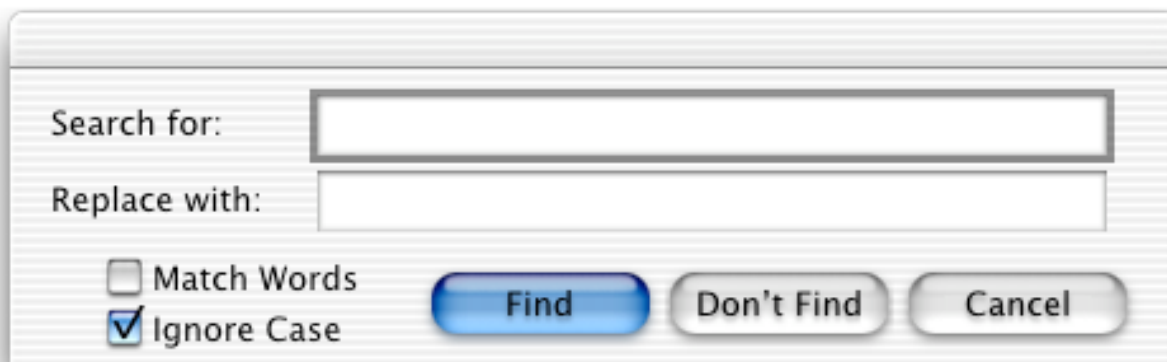 Search for:
Replace with:
Match Words
Ignore Case
Find Don't Find Cancel